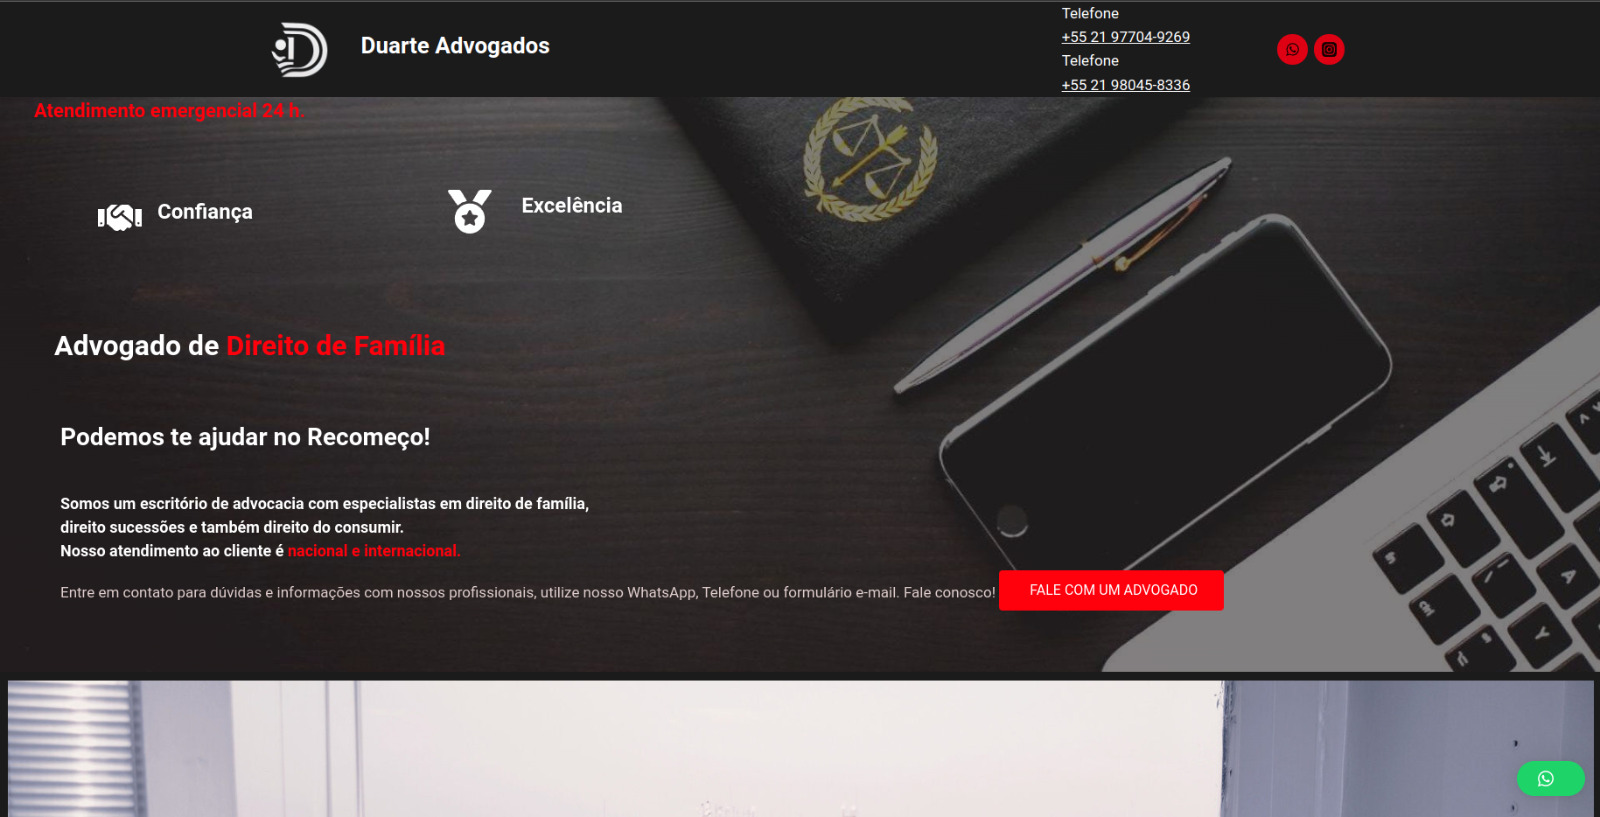 Duarte Advogados
Telefone
+55 21 97704-9269
Telefone
+55 21 98045-8336
Atendimento emergencial 24 h.
Confiança
Excelência
Advogado de Direito de Família
Podemos te ajudar no Recomeço!
Somos um escritório de advocacia com especialistas em direito de família,
direito sucessões e também direito do consumir.
Nosso atendimento ao cliente é nacional e internacional.
Entre em contato para dúvidas e informações com nossos profissionais, utilize nosso WhatsApp, Telefone ou formulário e-mail. Fale conosco!
FALE COM UM ADVOGADO